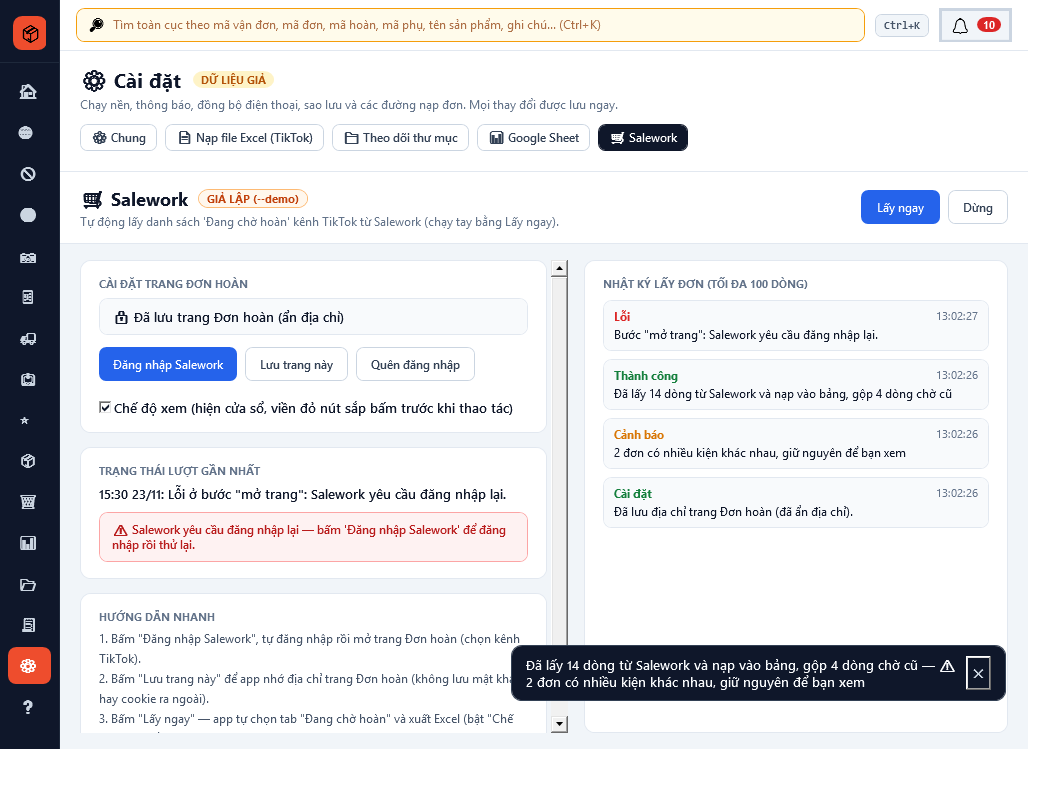 Tìm toàn cục theo mã vận đơn, mã đơn, mã hoàn, mã phụ, tên sản phẩm, ghi chú... (Ctrl+K)
Ctrl+K
10
Cài đặt
DỮ LIỆU GIẢ
Chạy nền, thông báo, đồng bộ điện thoại, sao lưu và các đường nạp đơn. Mọi thay đổi được lưu ngay.
Chung
Nạp file Excel (TikTok)
Theo dõi thư mục
Google Sheet
Salework
Salework
GIẢ LẬP (--demo)
Tự động lấy danh sách 'Đang chờ hoàn' kênh TikTok từ Salework (chạy tay bằng Lấy ngay).
Lấy ngay
Dừng
CÀI ĐẶT TRANG ĐƠN HOÀN
Đã lưu trang Đơn hoàn (ẩn địa chỉ)
Đăng nhập Salework
Lưu trang này
Quên đăng nhập
Chế độ xem (hiện cửa sổ, viền đỏ nút sắp bấm trước khi thao tác)
TRẠNG THÁI LƯỢT GẦN NHẤT
15:30 23/11: Lỗi ở bước "mở trang": Salework yêu cầu đăng nhập lại.
Salework yêu cầu đăng nhập lại — bấm 'Đăng nhập Salework' để đăng
nhập rồi thử lại.
HƯỚNG DẪN NHANH
1. Bấm "Đăng nhập Salework", tự đăng nhập rồi mở trang Đơn hoàn (chọn kênh
TikTok).
2. Bấm "Lưu trang này" để app nhớ địa chỉ trang Đơn hoàn (không lưu mật
hay cookie ra ngoài).
3. Bấm "Lấy ngay" — app tự chọn tab "Đang chờ hoàn" và xuất Excel (bật "Chế
NHẬT KÝ LẤY ĐƠN (TỐI ĐA 100 DÒNG)
Lỗi
13:02:27
Bước "mở trang": Salework yêu cầu đăng nhập lại.
Thành công
13:02:26
Đã lấy 14 dòng từ Salework và nạp vào bảng, gộp 4 dòng chờ cũ
Cảnh báo
13:02:26
2 đơn có nhiều kiện khác nhau, giữ nguyên để bạn xem
Cài đặt
13:02:26
Đã lưu địa chỉ trang Đơn hoàn (đã ẩn địa chỉ).
Đã lấy 14 dòng từ Salework và nạp vào bảng, gộp 4 dòng chờ cũ —
2 đơn có nhiều kiện khác nhau, giữ nguyên để bạn xem